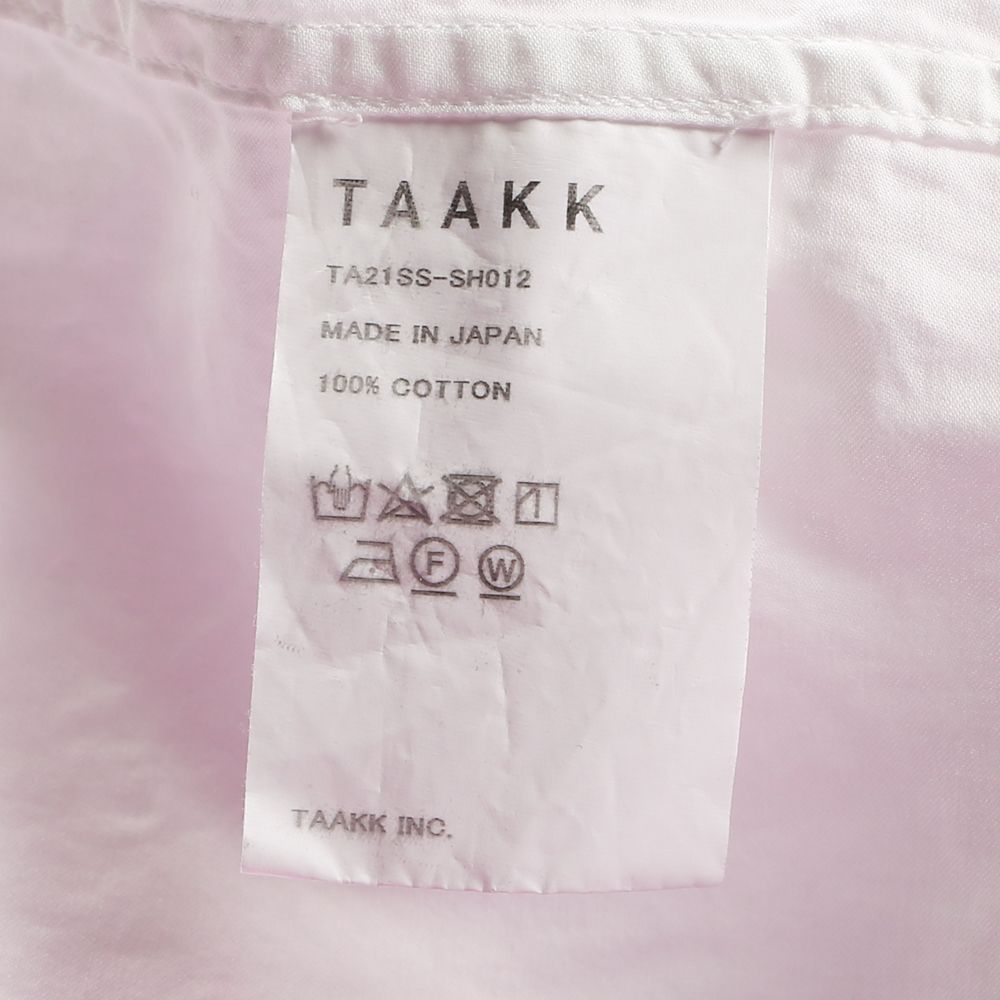 TAAKK
TA21SS-SH012
MADE IN JAPAN
100% COTTON
F W
TAAKK INC.